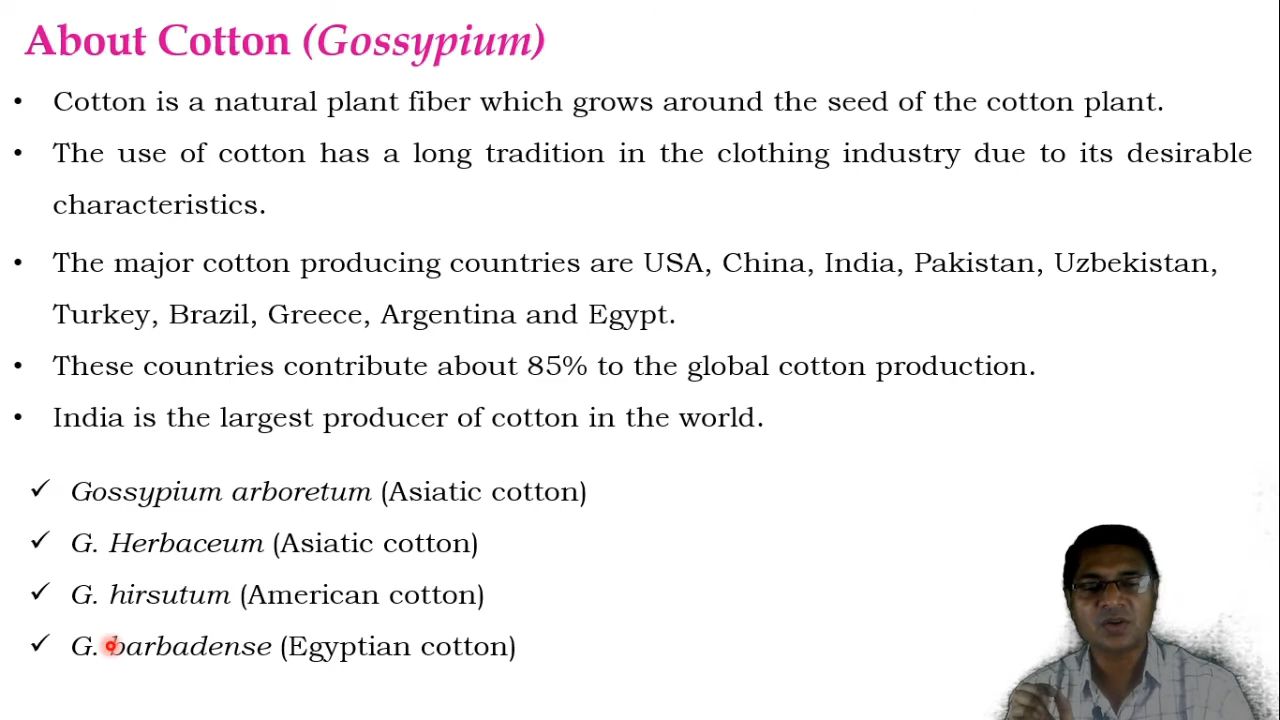 About Cotton (Gossypium)
• Cotton is a natural plant fiber which grows around the seed of the cotton plant.
• The use of cotton has a long tradition in the clothing industry due to its desirable
characteristics.
• The major cotton producing countries are USA, China, India, Pakistan, Uzbekistan,
Turkey, Brazil, Greece, Argentina and Egypt.
• These countries contribute about 85% to the global cotton production.
• India is the largest producer of cotton in the world.
✓ Gossypium arboretum (Asiatic cotton)
✓ G. Herbaceum (Asiatic cotton)
✓ G. hirsutum (American cotton)
✓ G. barbadense (Egyptian cotton)